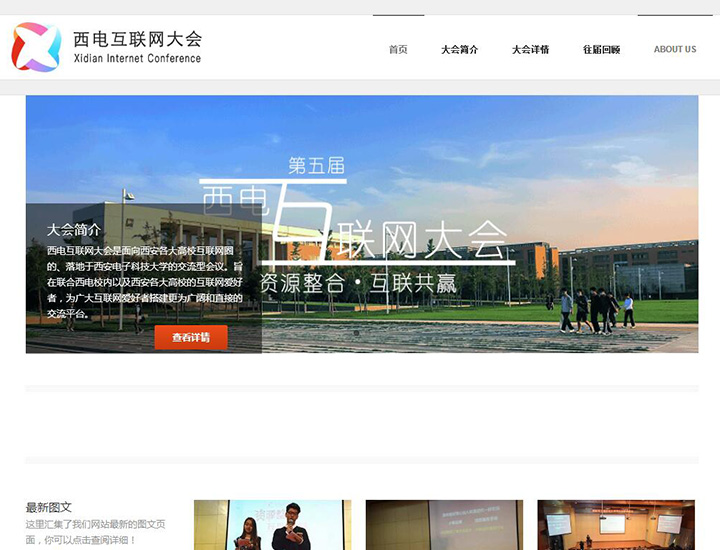 西电互联网大会
Xidian Internet Conference
首页
大会简介
大会详情
往届回顾
ABOUT US
第五届
西电互联网大会
资源整合·互联共赢
大会简介
西电互联网大会是面向西安各大高校互联网圈
的、落地于西安电子科技大学的交流型会议。旨
在联合西电校内以及西安各大高校的互联网爱好
者，为广大互联网爱好者搭建更为广阔和直接的
交流平台。
查看详情
最新图文
这里汇集了我们网站最新的图文页
面，你可以点击查阅详细！